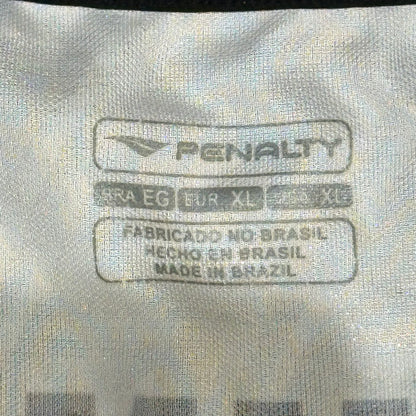 PENALTY
BRA EG EUR XL USA XL
FABRICADO NO BRASIL
HECHO EN BRASIL
MADE IN BRAZIL